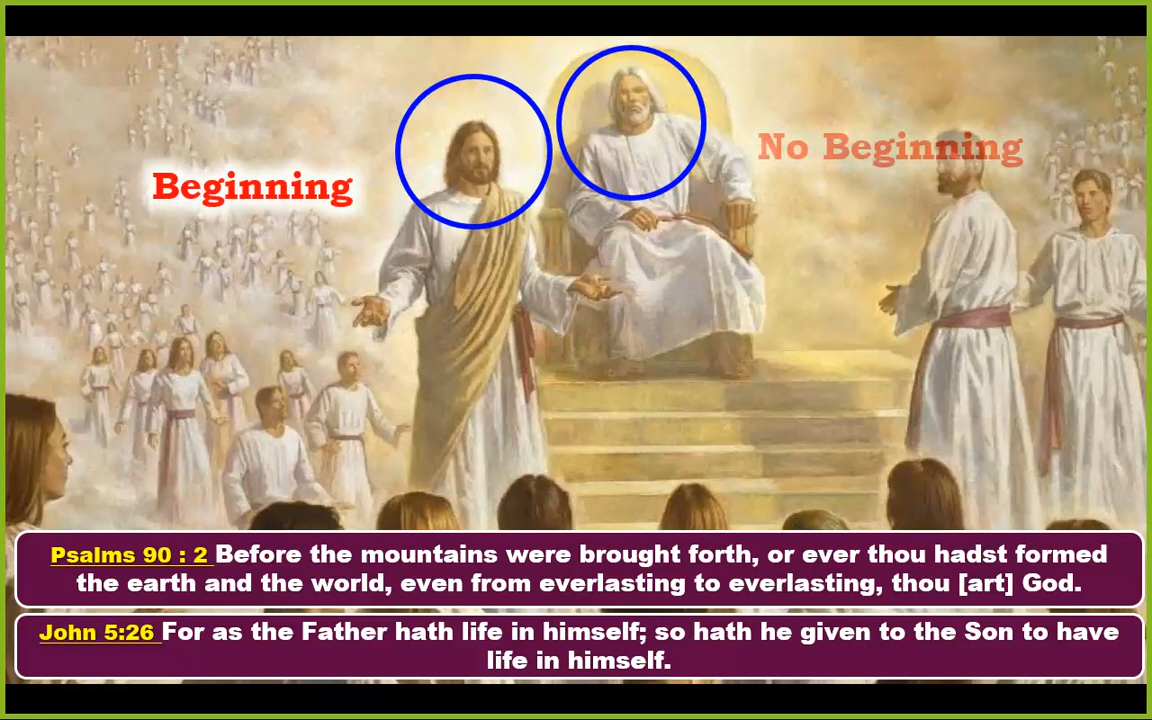 No Beginning
Beginning
Psalms 90 : 2 Before the mountains were brought forth, or ever thou hadst formed
the earth and the world, even from everlasting to everlasting, thou [art] God.
John 5:26 For as the Father hath life in himself; so hath he given to the Son to have
life in himself.